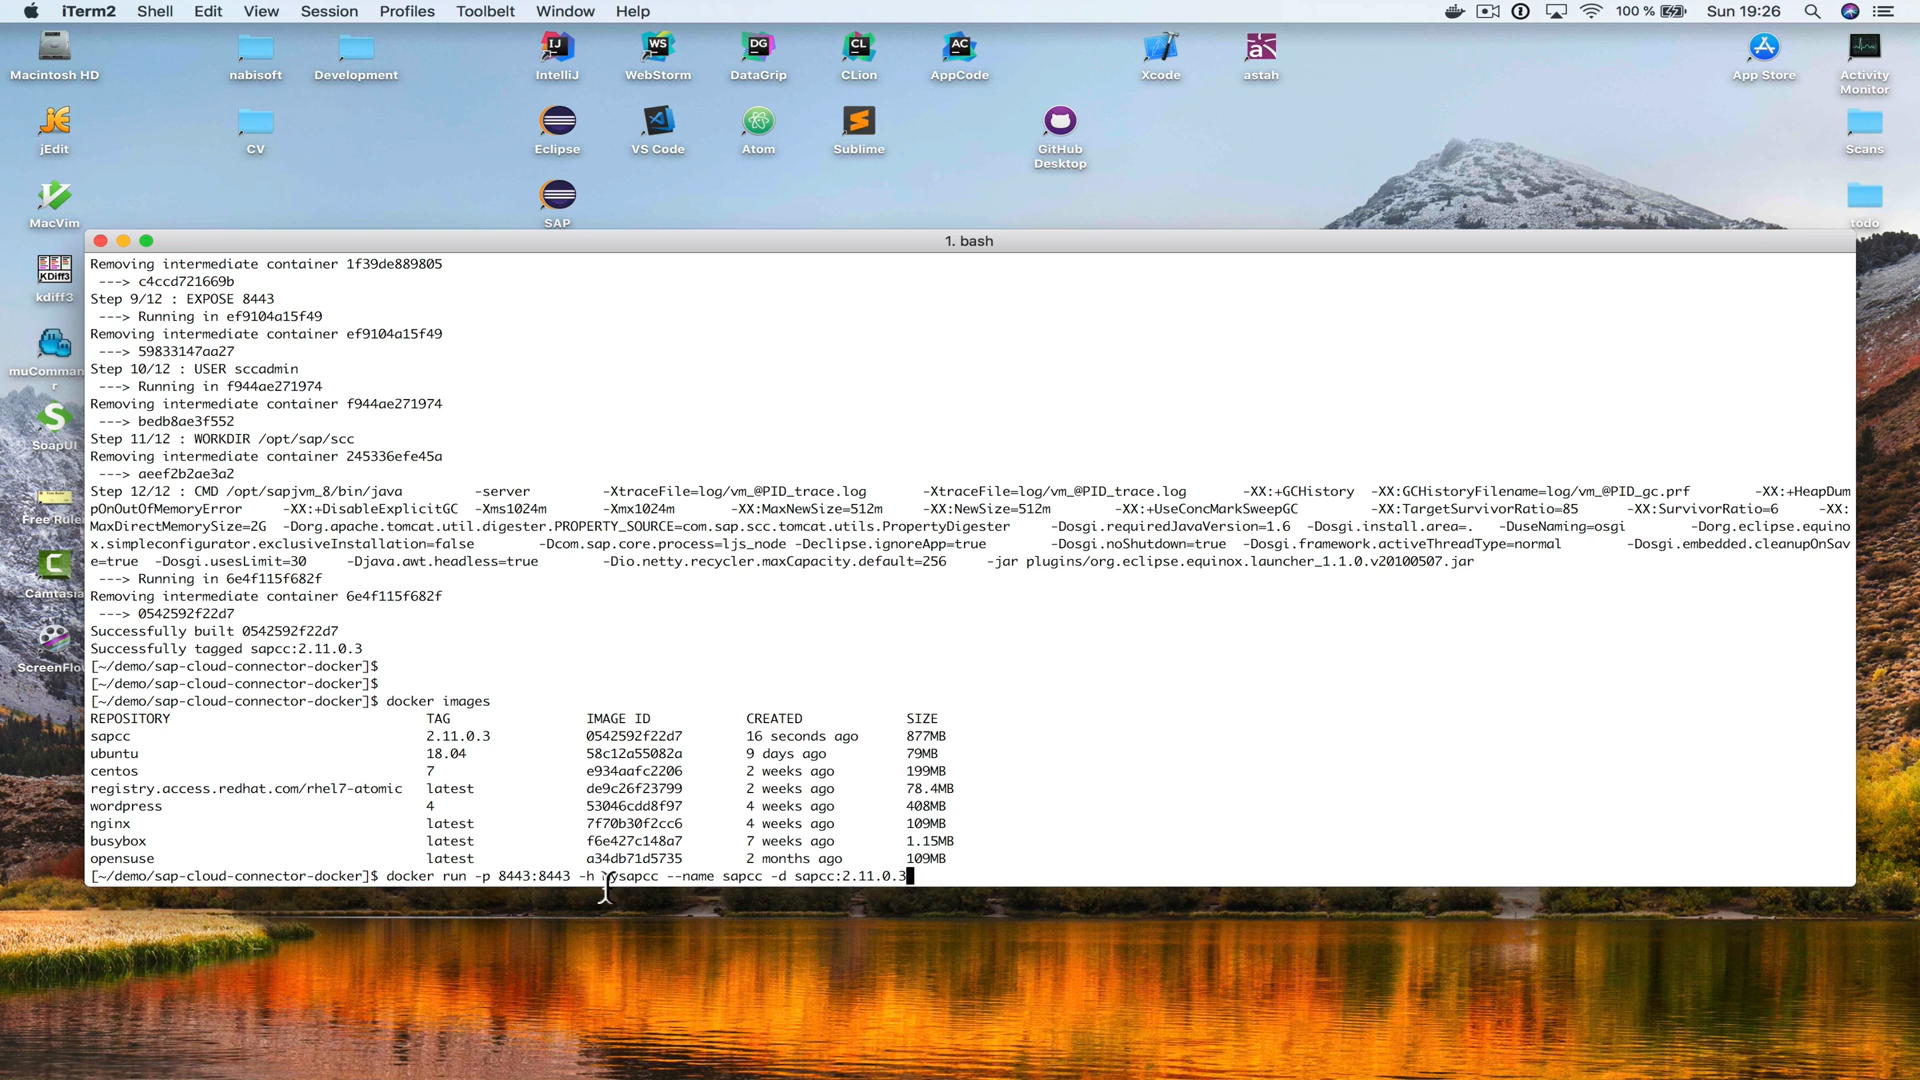 iTerm2 Shell Edit View Session Profiles Toolbelt Window Help 100 % Sun 19:26
Macintosh HD nabisoft Development IntelliJ WebStorm DataGrip CLion AppCode Xcode astah App Store Activity Monitor
jEdit CV Eclipse VS Code Atom Sublime GitHub Desktop Scans
MacVim SAP todo
kdiff3
muComman
r
SoapUI
Free Ruler
Camtasia
ScreenFlo
1. bash
Removing intermediate container 1f39de889805
---> c4ccd721669b
Step 9/12 : EXPOSE 8443
---> Running in ef9104a15f49
Removing intermediate container ef9104a15f49
---> 59833147aa27
Step 10/12 : USER sccadmin
---> Running in f944ae271974
Removing intermediate container f944ae271974
---> bedb8ae3f552
Step 11/12 : WORKDIR /opt/sap/scc
Removing intermediate container 245336efe45a
---> aeef2b2ae3a2
Step 12/12 : CMD /opt/sapjvm_8/bin/java -server -XtraceFile=log/vm_@PID_trace.log -XtraceFile=log/vm_@PID_trace.log -XX:+GCHistory -XX:GCHistoryFilename=log/vm_@PID_gc.prf -XX:+HeapDum
pOnOutOfMemoryError -XX:+DisableExplicitGC -Xms1024m -Xmx1024m -XX:MaxNewSize=512m -XX:NewSize=512m -XX:+UseConcMarkSweepGC -XX:TargetSurvivorRatio=85 -XX:SurvivorRatio=6 -XX:
MaxDirectMemorySize=2G -Dorg.apache.tomcat.util.digester.PROPERTY_SOURCE=com.sap.scc.tomcat.utils.PropertyDigester -Dosgi.requiredJavaVersion=1.6 -Dosgi.install.area=. -DuseNaming=osgi -Dorg.eclipse.equino
x.simpleconfigurator.exclusiveInstallation=false -Dcom.sap.core.process=ljs_node -Declipse.ignoreApp=true -Dosgi.noShutdown=true -Dosgi.framework.activeThreadType=normal -Dosgi.embedded.cleanupOnSav
e=true -Dosgi.usesLimit=30 -Djava.awt.headless=true -Dio.netty.recycler.maxCapacity.default=256 -jar plugins/org.eclipse.equinox.launcher_1.1.0.v20100507.jar
---> Running in 6e4f115f682f
Removing intermediate container 6e4f115f682f
---> 0542592f22d7
Successfully built 0542592f22d7
Successfully tagged sapcc:2.11.0.3
[~/demo/sap-cloud-connector-docker]$
[~/demo/sap-cloud-connector-docker]$
[~/demo/sap-cloud-connector-docker]$ docker images
REPOSITORY TAG IMAGE ID CREATED SIZE
sapcc 2.11.0.3 0542592f22d7 16 seconds ago 877MB
ubuntu 18.04 58c12a55082a 9 days ago 79MB
centos 7 e934aafc2206 2 weeks ago 199MB
registry.access.redhat.com/rhel7-atomic latest de9c26f23799 2 weeks ago 78.4MB
wordpress 4 53046cdd8f97 4 weeks ago 408MB
nginx latest 7f70b30f2cc6 4 weeks ago 109MB
busybox latest f6e427c148a7 7 weeks ago 1.15MB
opensuse latest a34db71d5735 2 months ago 109MB
[~/demo/sap-cloud-connector-docker]$ docker run -p 8443:8443 -h mysapcc --name sapcc -d sapcc:2.11.0.3